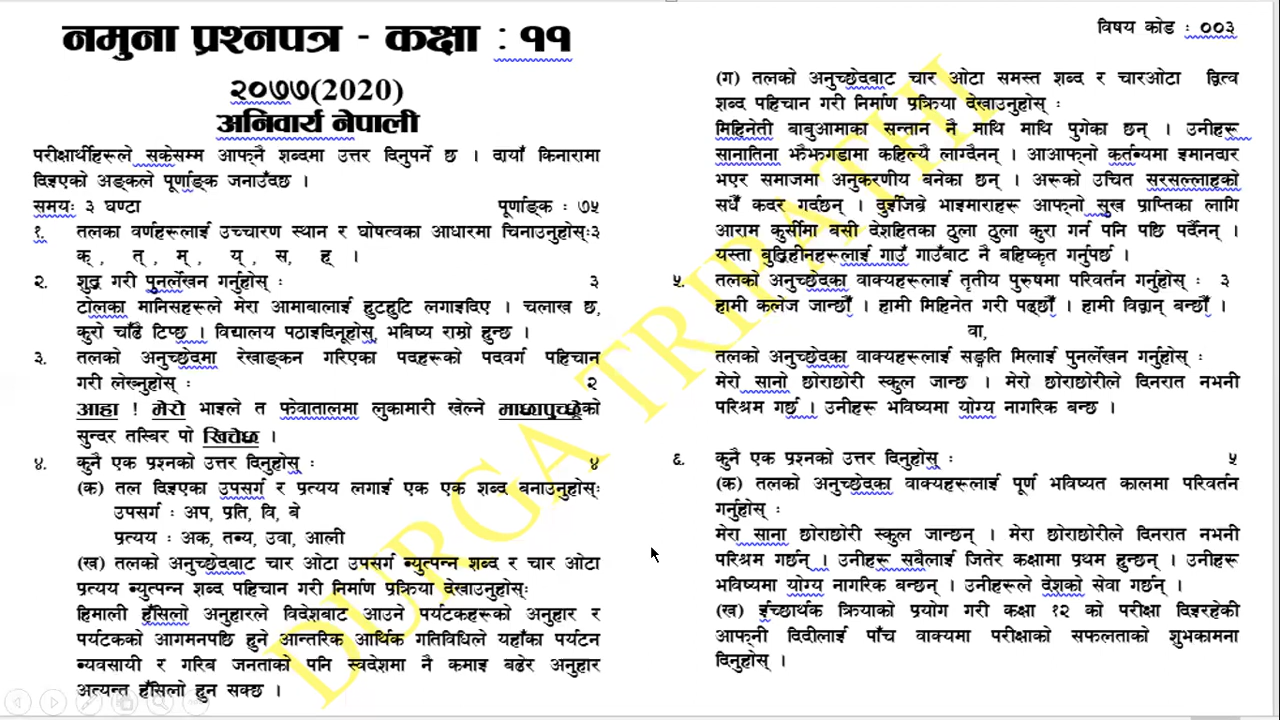 नमुना प्रश्नपत्र - कक्षा : ११
२०७७(2020)
अनिवार्य नेपाली
परीक्षार्थीहरूले सकेसम्म आफ्नै शब्दमा उत्तर दिनुपर्ने छ । दायाँ किनारामा
दिइएको अङ्कले पूर्णाङ्क जनाउँदछ ।
समयः ३ घण्टा पूर्णाङ्क : ७५
१. तलका वर्णहरूलाई उच्चारण स्थान र घोषत्वका आधारमा चिनाउनुहोस्ः३
क् , त् , म् , य् , स, ह् ।
२. शुद्ध गरी पुनर्लेखन गर्नुहोस् : ३
टोलका मानिसहरूले मेरा आमाबालाई हुटहुटि लगाइदिए । चलाख छ,
कुरो चाँढै टिप्छ । विद्यालय पठाइदिनूहोस्, भबिष्य राम्रो हुन्छ ।
३. तलको अनुच्छेदमा रेखाङ्कन गरिएका पदहरूको पदवर्ग पहिचान
गरी लेख्नुहोस् : २
आहा ! मेरो भाइले त फेवातालमा लुकामारी खेल्ने माछापुच्छ्रेको
सुन्दर तस्बिर पो खिचेछ ।
४. कुनै एक प्रश्नको उत्तर दिनुहोस् : ४
(क) तल दिइएका उपसर्ग र प्रत्यय लगाई एक एक शब्द बनाउनुहोस्ः
उपसर्ग : अप, प्रति, वि, बे
प्रत्यय : अक, तव्य, उवा, आली
(ख) तलको अनुच्छेदबाट चार ओटा उपसर्ग व्युत्पन्न शब्द र चार ओटा
प्रत्यय व्युत्पन्न शब्द पहिचान गरी निर्माण प्रक्रिया देखाउनुहोस्ः
हिमाली हँसिलो अनुहारले विदेशबाट आउने पर्यटकहरूको अनुहार र
पर्यटकको आगमनपछि हुने आन्तरिक आर्थिक गतिविधिले यहाँका पर्यटन
व्यवसायी र गरिब जनताको पनि स्वदेशमा नै कमाइ बढेर अनुहार
अत्यन्त हँसिलो हुन सक्छ ।
विषय कोड : ००३
(ग) तलको अनुच्छेदबाट चार ओटा समस्त शब्द र चारओटा द्वित्व
शब्द पहिचान गरी निर्माण प्रक्रिया देखाउनुहोस् :
मिहिनेती बाबुआमाका सन्तान नै माथि माथि पुगेका छन् । उनीहरू
सानातिना झैझगडामा कहिल्यै लाग्दैनन् । आआफ्नो कर्तव्यमा इमानदार
भएर समाजमा अनुकरणीय बनेका छन् । अरूको उचित सरसल्लाहको
सधैँ कदर गर्दछन् । दुईजिब्रे भाइमाराहरू आफ्नो सुख प्राप्तिका लागि
आराम कुर्सीमा बसी देशहितका ठुला ठुला कुरा गर्न पनि पछि पर्दैनन् ।
यस्ता बुद्धिहीनहरूलाई गाउँ गाउँबाट नै बहिष्कृत गर्नुपर्छ ।
५. तलको अनुच्छेदका वाक्यहरूलाई तृतीय पुरुषमा परिवर्तन गर्नुहोस् : ३
हामी कलेज जान्छौँ । हामी मिहिनेत गरी पढ्छौँ । हामी विद्वान् बन्छौँ ।
वा,
तलको अनुच्छेदका वाक्यहरूलाई सङ्गति मिलाई पुनर्लेखन गर्नुहोस् :
मेरो सानो छोराछोरी स्कुल जान्छ । मेरो छोराछोरीले दिनरात नभनी
परिश्रम गर्छ । उनीहरू भविष्यमा योग्य नागरिक बन्छ ।
६. कुनै एक प्रश्नको उत्तर दिनुहोस् : ५
(क) तलको अनुच्छेदका वाक्यहरूलाई पूर्ण भविष्यत कालमा परिवर्तन
गर्नुहोस् :
मेरा साना छोराछोरी स्कुल जान्छन् । मेरा छोराछोरीले दिनरात नभनी
परिश्रम गर्छन् । उनीहरू सबैलाई जितेर कक्षामा प्रथम हुन्छन् । उनीहरू
भविष्यमा योग्य नागरिक बन्छन् । उनीहरूले देशको सेवा गर्छन् ।
(ख) ईच्छार्थक क्रियाको प्रयोग गरी कक्षा १२ को परीक्षा दिइरहेकी
आफ्नी दिदीलाई पाँच वाक्यमा परीक्षाको सफलताको शुभकामना
दिनुहोस् ।
DURGA TRIPATHI